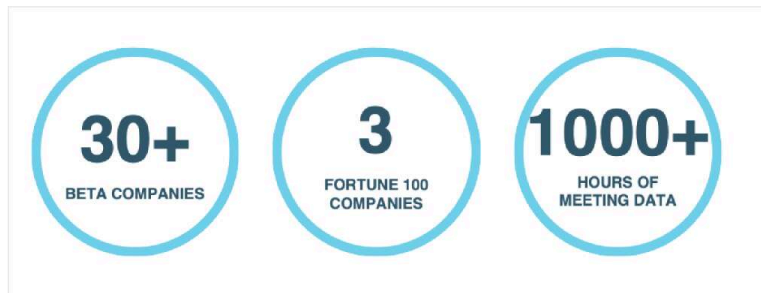 30+
BETA COMPANIES
3
FORTUNE 100
COMPANIES
1000+
HOURS OF
MEETING DATA